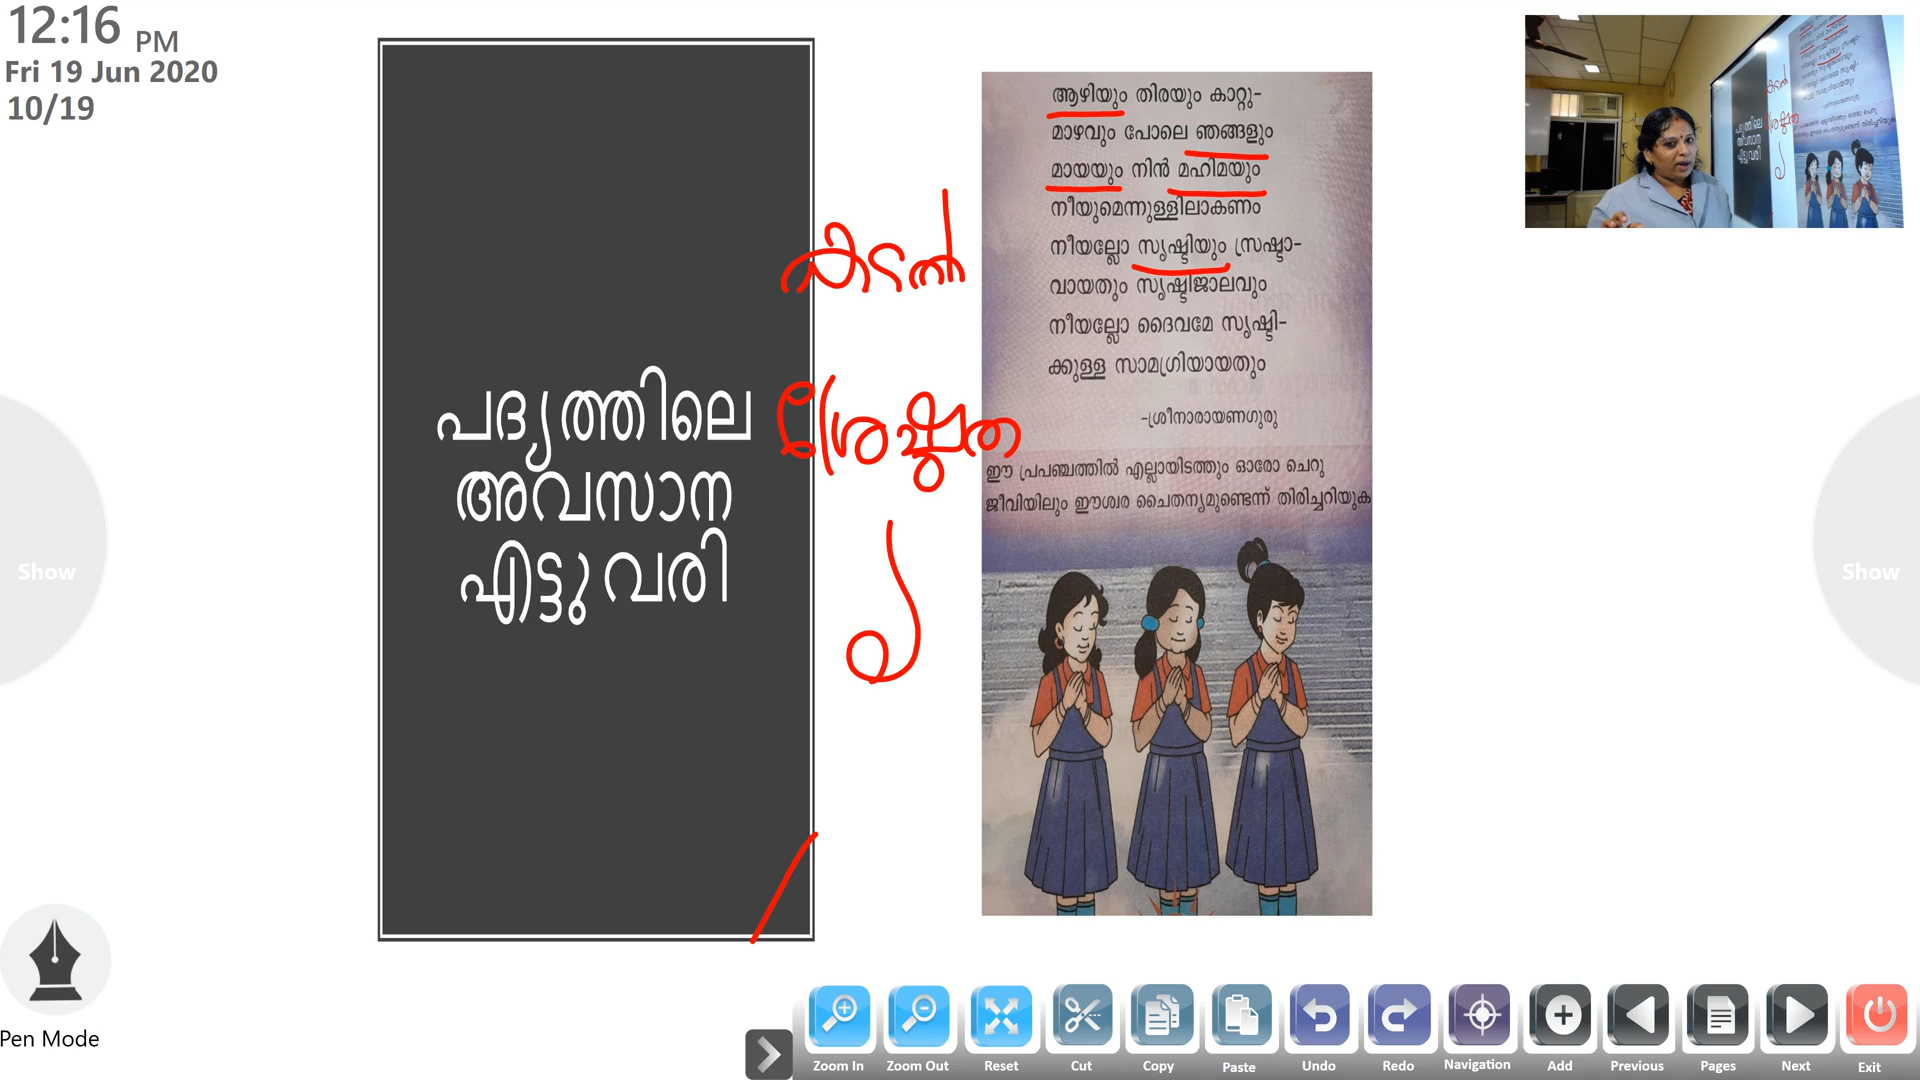 12:16 PM
Fri 19 Jun 2020
10/19
പദ്യത്തിലെ
അവസാന
എട്ടു വരി
കടൽ
ശ്രേഷ്ഠത
ആഴിയും തിരയും കാറ്റു-
മാഴവും പോലെ ഞങ്ങളും
മായയും നിൻ മഹിമയും
നീയുമെന്നുള്ളിലാകണം
നീയല്ലോ സൃഷ്ടിയും സ്രഷ്ടാ-
വായതും സൃഷ്ടിജാലവും
നീയല്ലോ ദൈവമേ സൃഷ്ടി-
ക്കുള്ള സാമഗ്രിയായതും
-ശ്രീനാരായണഗുരു
ഈ പ്രപഞ്ചത്തിൽ എല്ലായിടത്തും ഓരോ ചെറു
ജീവിയിലും ഈശ്വര ചൈതന്യമുണ്ടെന്ന് തിരിച്ചറിയുക
Show
Show
Pen Mode
Zoom In Zoom Out Reset Cut Copy Paste Undo Redo Navigation Add Previous Pages Next Exit